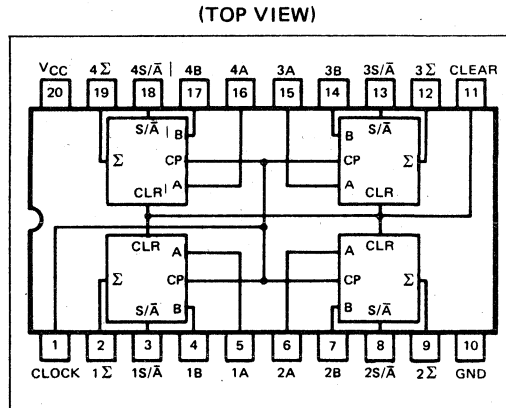 (TOP VIEW)
VCC 4Σ 4S/Ā 4B 4A 3A 3B 3S/Ā 3Σ CLEAR
20 19 18 17 16 15 14 13 12 11
S/Ā B S/Ā
B
Σ CP CP Σ
A A
CLR CLR
CLR CLR
A A
Σ CP CP Σ
B B
S/Ā S/Ā
1 2 3 4 5 6 7 8 9 10
CLOCK 1Σ 1S/Ā 1B 1A 2A 2B 2S/Ā 2Σ GND